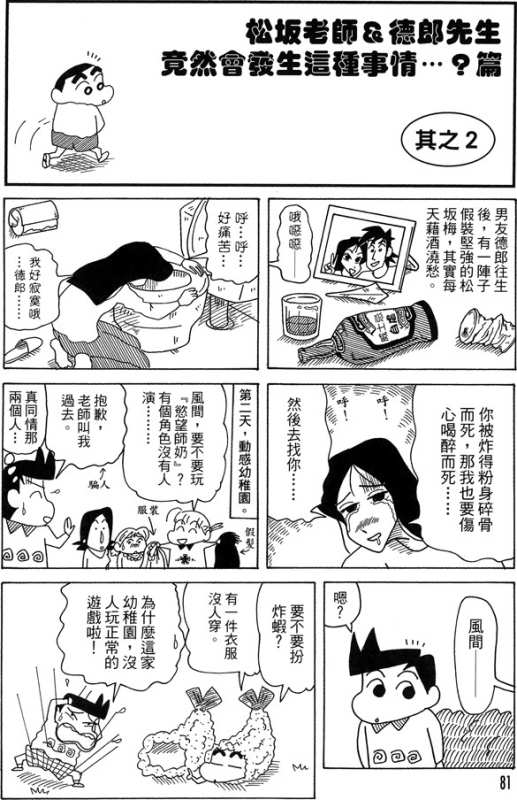 松坂老師&德郎先生
竟然會發生這種事情…?篇
其之2
男友德郎往生
後,有一陣子
假裝堅強的松
坂梅,其實每
天藉酒澆愁。
哦噁噁……
呼…呼…
好痛苦…
我好寂寞哦
…德郎……
你被炸得粉身碎骨
而死,那我也要傷
心喝醉而死……
呼!
呼!
然後去找你……
第二天,動感幼稚園。
風間,要不要玩
『慾望師奶』?
有個角色沒有人
演……
抱歉,
老師叫我
過去。
真同情那
兩個人…
騙人
服裝
假髮
風間——
嗯?
要不要扮
炸蝦?
有一件衣服
沒人穿。
為什麼這家
幼稚園,沒
人玩正常的
遊戲啦!
81